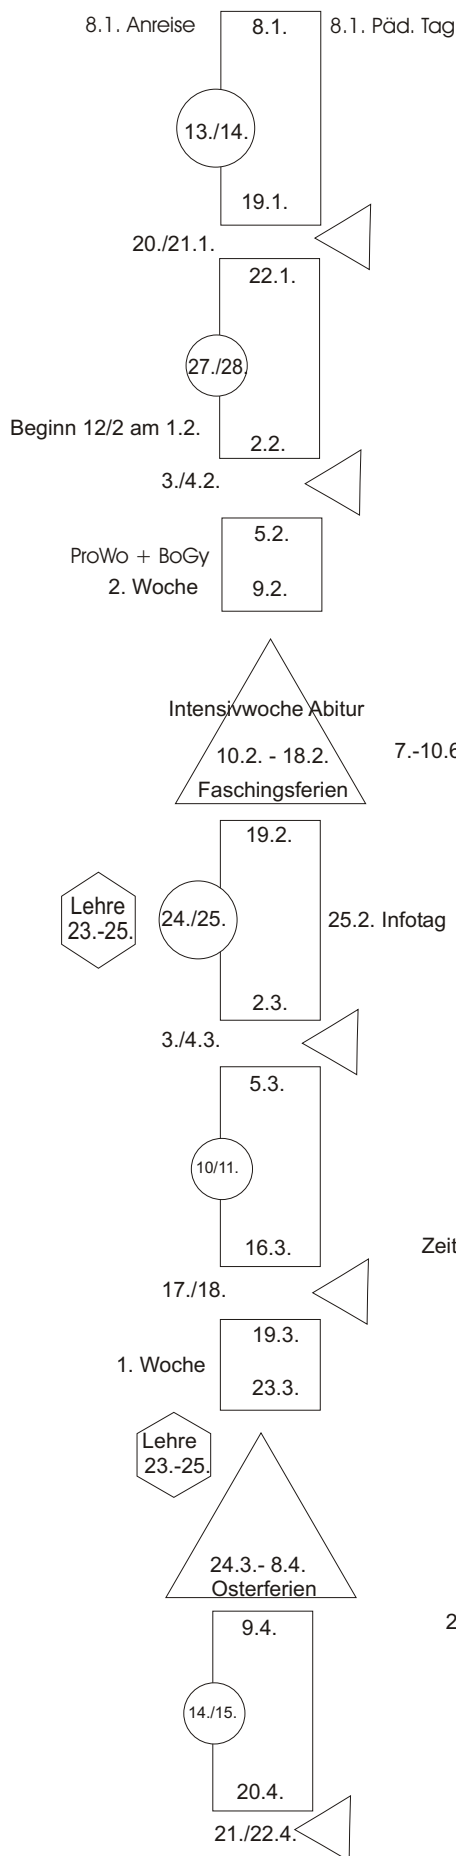 8.1. Anreise
8.1.
8.1. Päd. Tag
13./14.
19.1.
20./21.1.
22.1.
27./28.
Beginn 12/2 am 1.2.
2.2.
3./4.2.
5.2.
ProWo + BoGy
2. Woche
9.2.
Intensivwoche Abitur
10.2. - 18.2.
7.-10.6
Faschingsferien
19.2.
Lehre
23.-25.
24./25.
25.2. Infotag
2.3.
3./4.3.
5.3.
10/11.
16.3.
Zeit
17./18.
19.3.
1. Woche
23.3.
Lehre
23.-25.
24.3.- 8.4.
Osterferien
9.4.
2
14./15.
20.4.
21./22.4.